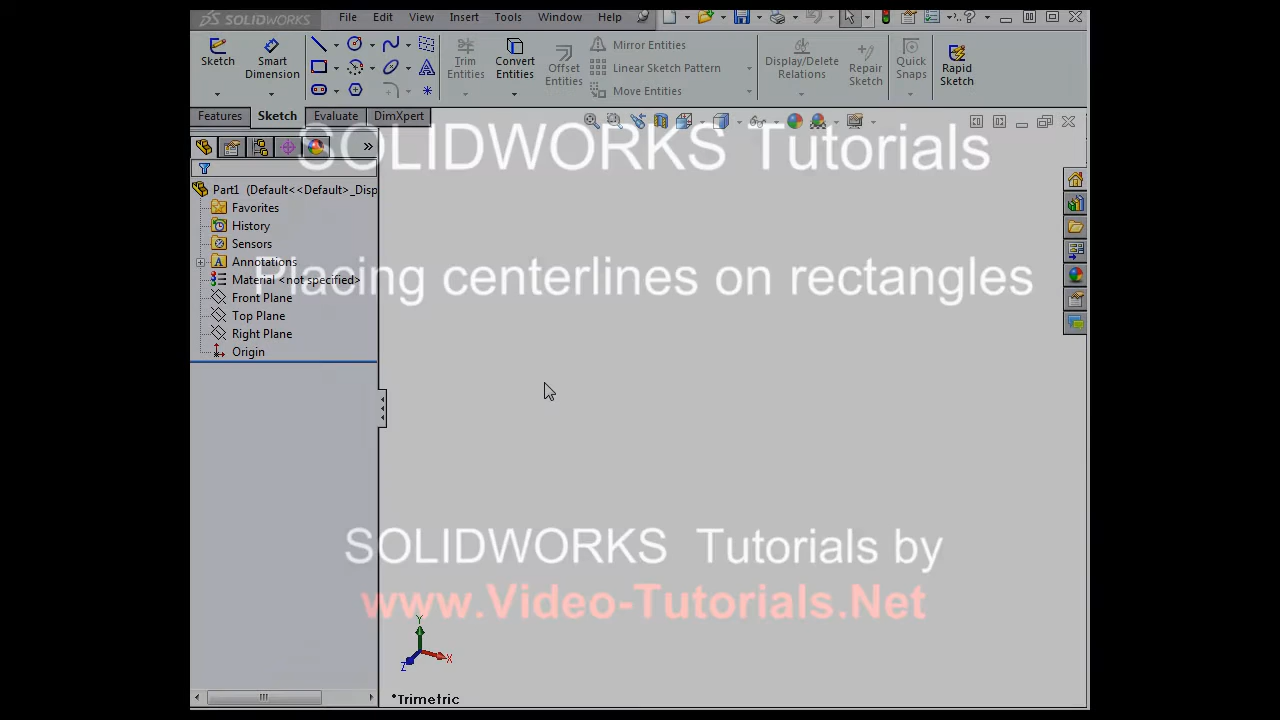 SOLIDWORKS File Edit View Insert Tools Window Help
Sketch Smart Dimension Trim Entities Convert Entities Offset Entities Mirror Entities Linear Sketch Pattern Move Entities Display/Delete Relations Repair Sketch Quick Snaps Rapid Sketch
Features Sketch Evaluate DimXpert
SOLIDWORKS Tutorials
Part1 (Default<<Default>_Disp
Favorites
History
Sensors
Annotations
Placing centerlines on rectangles
Material <not specified>
Front Plane
Top Plane
Right Plane
Origin
SOLIDWORKS Tutorials by
www.Video-Tutorials.Net
Y
X
Z
*Trimetric